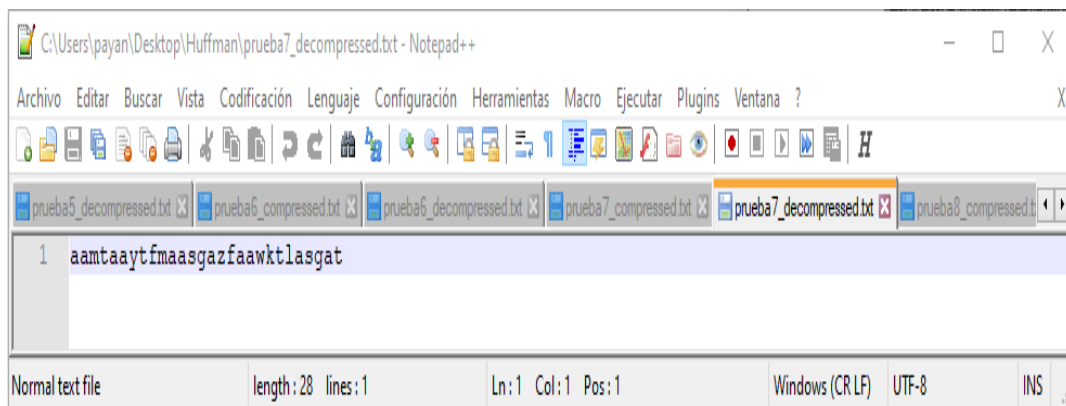 C:\Users\payan\Desktop\Huffman\prueba7_decompressed.txt - Notepad++
Archivo Editar Buscar Vista Codificación Lenguaje Configuración Herramientas Macro Ejecutar Plugins Ventana ? X
prueba5_decompressed.txt prueba6_compressed.txt prueba6_decompressed.txt prueba7_compressed.txt prueba7_decompressed.txt prueba8_compressed.t
1 aamtaaytfmaasgazfaawktlasgat
Normal text file length : 28 lines : 1 Ln : 1 Col : 1 Pos : 1 Windows (CR LF) UTF-8 INS